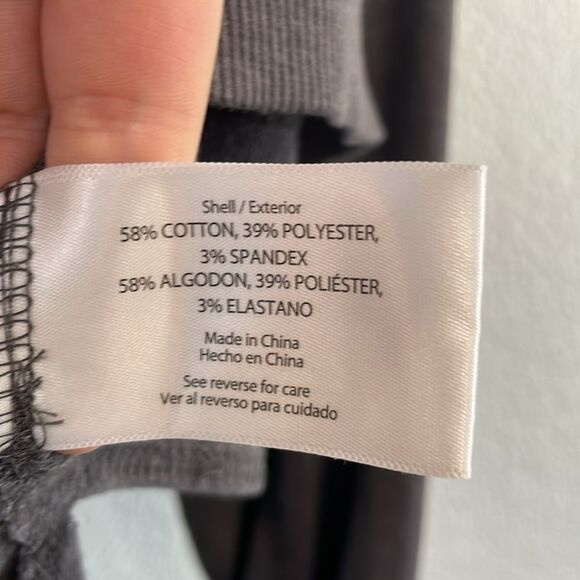 Shell / Exterior
58% COTTON, 39% POLYESTER,
3% SPANDEX
58% ALGODON, 39% POLIÉSTER,
3% ELASTANO
Made in China
Hecho en China
See reverse for care
Ver al reverso para cuidado